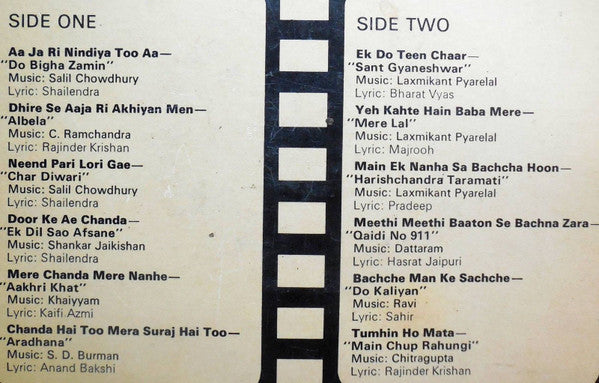 SIDE ONE
Aa Ja Ri Nindiya Too Aa—
"Do Bigha Zamin"
Music: Salil Chowdhury
Lyric: Shailendra
Dhire Se Aaja Ri Akhiyan Men—
"Albela"
Music: C. Ramchandra
Lyric: Rajinder Krishan
Neend Pari Lori Gae—
"Char Diwari"
Music: Salil Chowdhury
Lyric: Shailendra
Door Ke Ae Chanda—
"Ek Dil Sao Afsane"
Music: Shankar Jaikishan
Lyric: Shailendra
Mere Chanda Mere Nanhe—
"Aakhri Khat"
Music: Khaiyyam
Lyric: Kaifi Azmi
Chanda Hai Too Mera Suraj Hai Too—
"Aradhana"
Music: S. D. Burman
Lyric: Anand Bakshi
SIDE TWO
Ek Do Teen Chaar—
"Sant Gyaneshwar"
Music: Laxmikant Pyarelal
Lyric: Bharat Vyas
Yeh Kahte Hain Baba Mere—
"Mere Lal"
Music: Laxmikant Pyarelal
Lyric: Majrooh
Main Ek Nanha Sa Bachcha Hoon—
"Harishchandra Taramati"
Music: Laxmikant Pyarelal
Lyric: Pradeep
Meethi Meethi Baaton Se Bachna Zara—
"Qaidi No 911"
Music: Dattaram
Lyric: Hasrat Jaipuri
Bachche Man Ke Sachche—
"Do Kaliyan"
Music: Ravi
Lyric: Sahir
Tumhin Ho Mata—
"Main Chup Rahungi"
Music: Chitragupta
Lyric: Rajinder Krishan